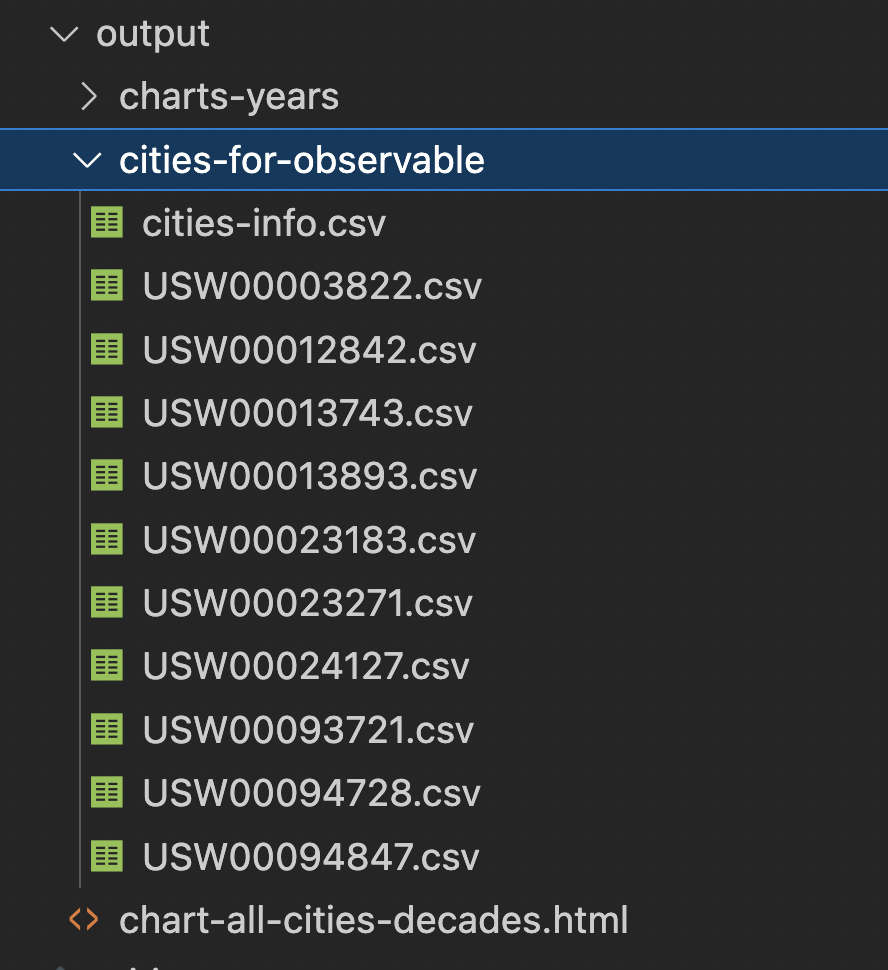 output
charts-years
cities-for-observable
cities-info.csv
USW00003822.csv
USW00012842.csv
USW00013743.csv
USW00013893.csv
USW00023183.csv
USW00023271.csv
USW00024127.csv
USW00093721.csv
USW00094728.csv
USW00094847.csv
chart-all-cities-decades.html